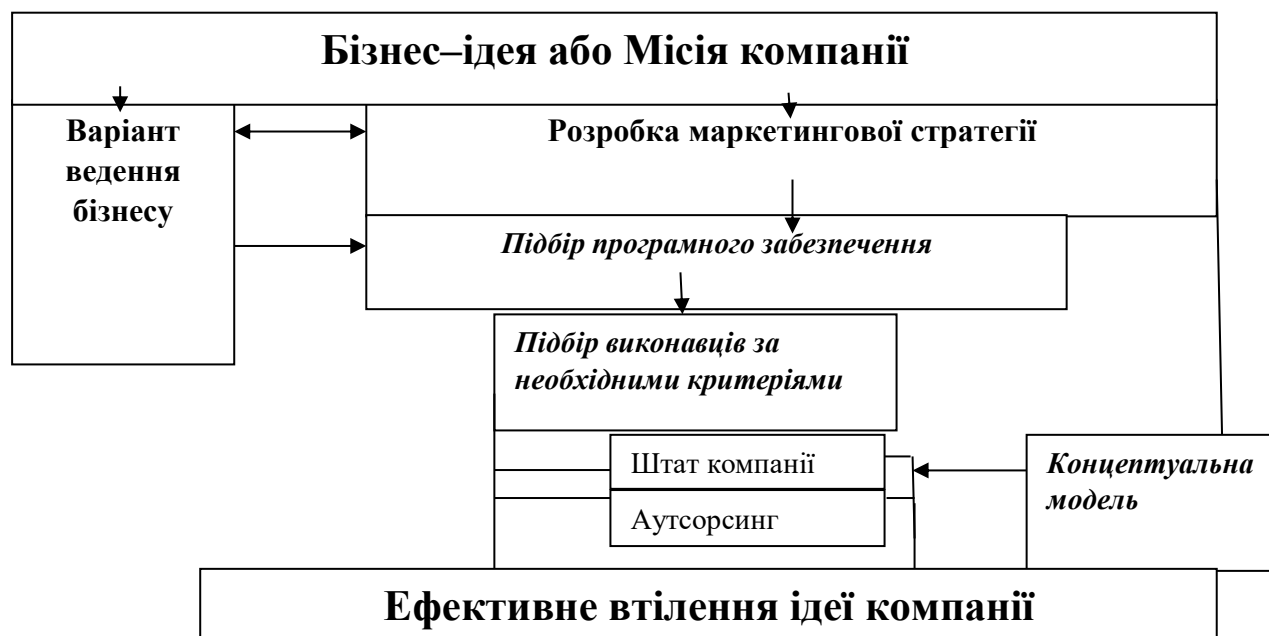 Бізнес–ідея або Місія компанії
Варіант
ведення
бізнесу
Розробка маркетингової стратегії
Підбір програмного забезпечення
Підбір виконавців за
необхідними критеріями
Штат компанії
Аутсорсинг
Концептуальна
модель
Ефективне втілення ідеї компанії